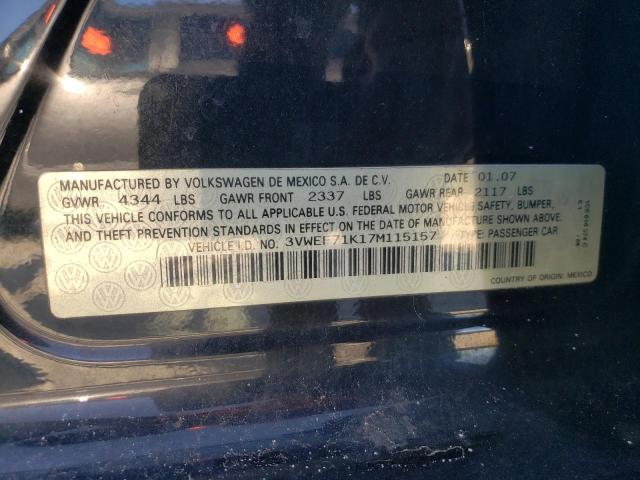 MANUFACTURED BY VOLKSWAGEN DE MEXICO S.A. DE C.V. DATE 01.07
GVWR 4344 LBS GAWR FRONT 2337 LBS GAWR REAR 2117 LBS
THIS VEHICLE CONFORMS TO ALL APPLICABLE U.S. FEDERAL MOTOR VEHICLE SAFETY, BUMPER,
AND THEFT PREVENTION STANDARDS IN EFFECT ON THE DATE OF MANUFACTURE SHOWN ABOVE.
VEHICLE I D. NO. 3VWEF71K17M115157 TYPE: PASSENGER CAR
COUNTRY OF ORIGIN: MEXICO